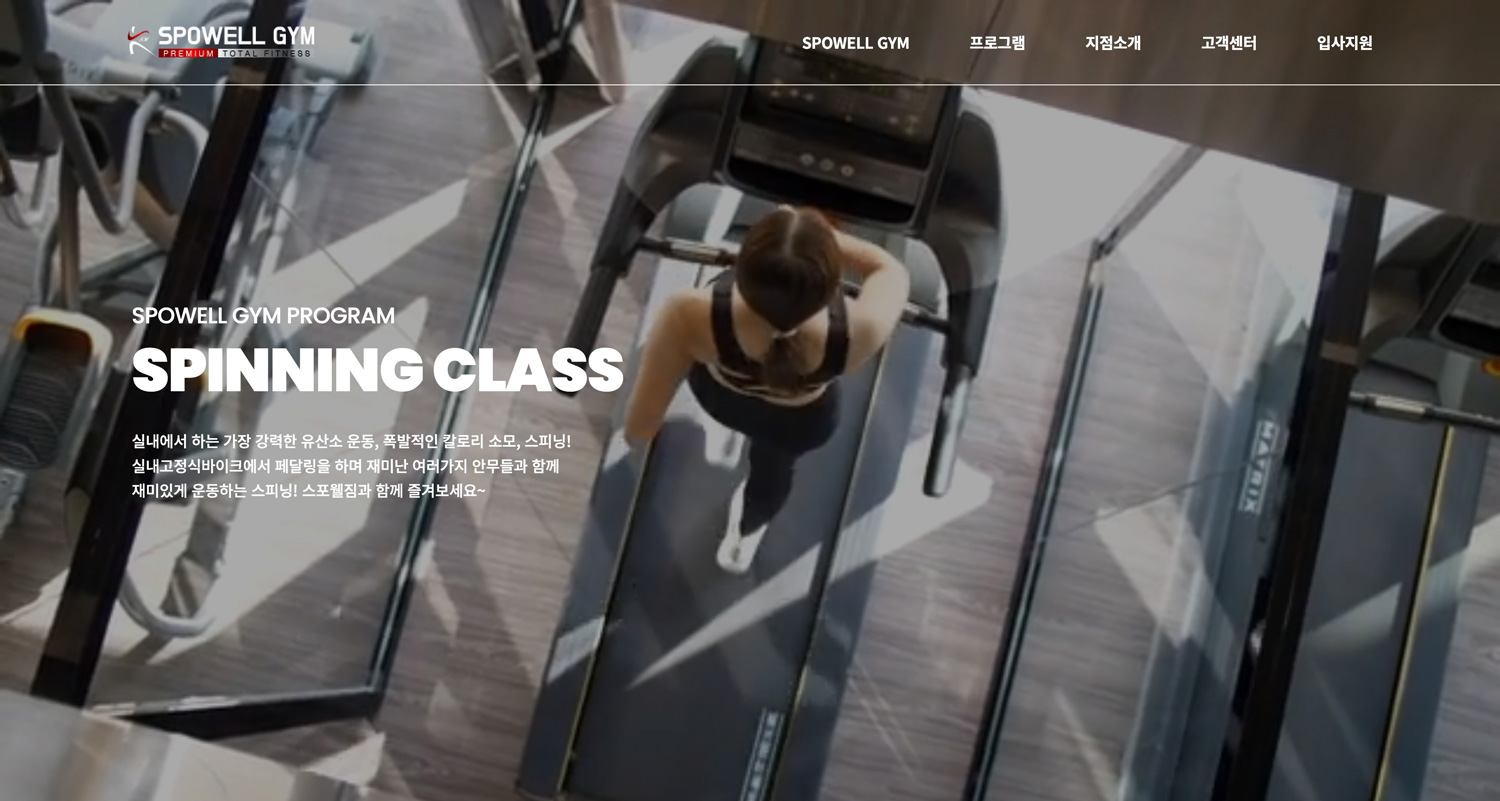 SPOWELL GYM
PREMIUM TOTAL FITNESS
SPOWELL GYM 프로그램 지점소개 고객센터 입사지원
SPOWELL GYM PROGRAM
SPINNING CLASS
실내에서 하는 가장 강력한 유산소 운동, 폭발적인 칼로리 소모, 스피닝!
실내고정식바이크에서 페달링을 하며 재미난 여러가지 안무들과 함께
재미있게 운동하는 스피닝! 스포웰짐과 함께 즐겨보세요~
MATRIX